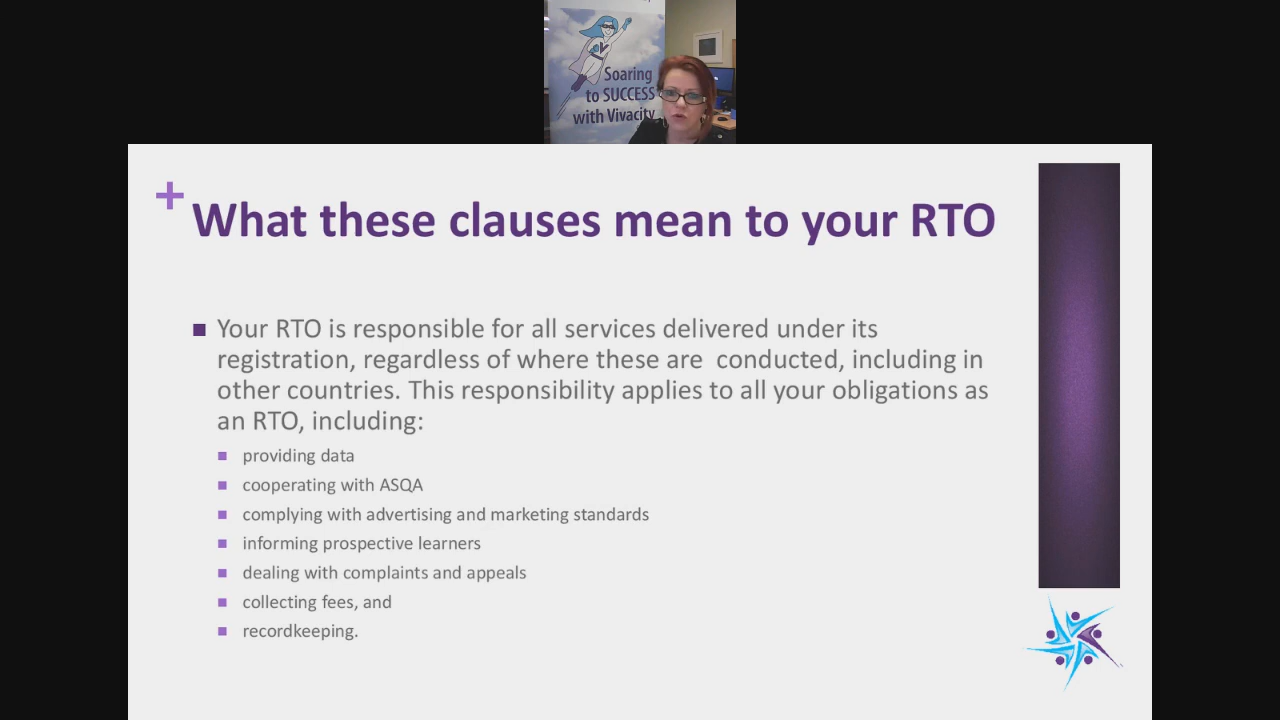 Soaring
to SUCCESS
with Vivacity
+
What these clauses mean to your RTO
Your RTO is responsible for all services delivered under its
registration, regardless of where these are conducted, including in
other countries. This responsibility applies to all your obligations as
an RTO, including:
providing data
cooperating with ASQA
complying with advertising and marketing standards
informing prospective learners
dealing with complaints and appeals
collecting fees, and
recordkeeping.